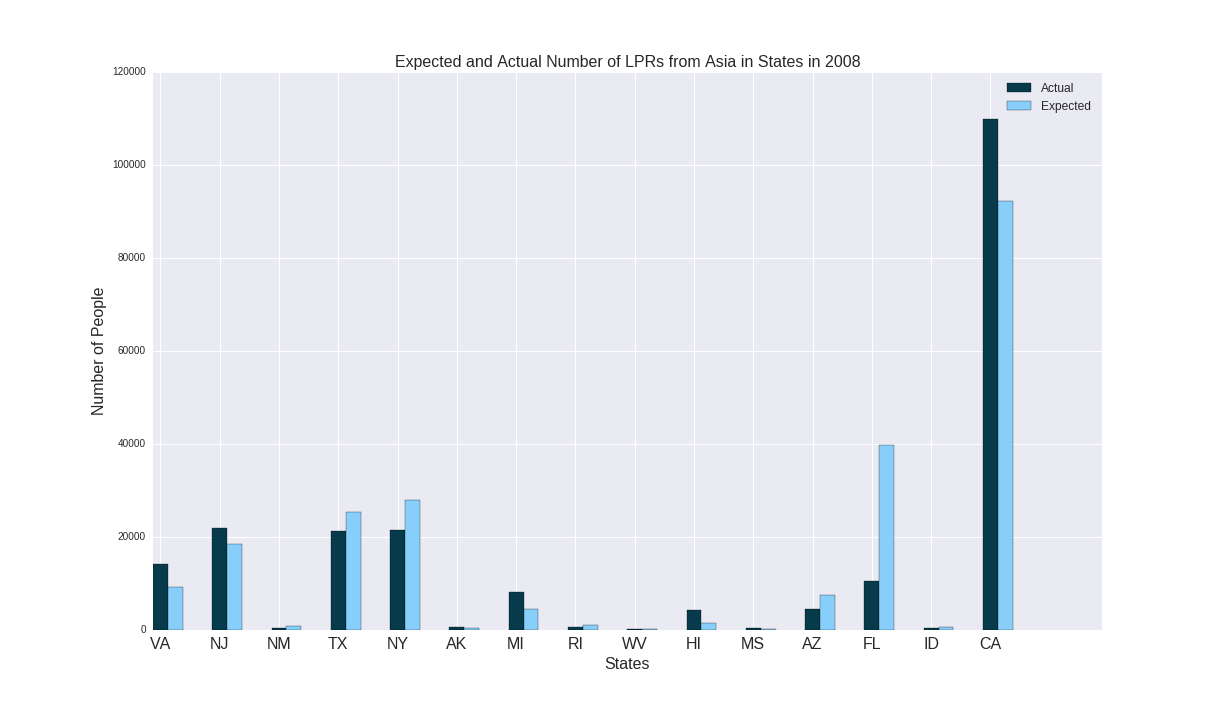 Expected and Actual Number of LPRs from Asia in States in 2008
Actual
Expected
120000
100000
80000
60000
40000
20000
0
Number of People
VA NJ NM TX NY AK MI RI WV HI MS AZ FL ID CA
States